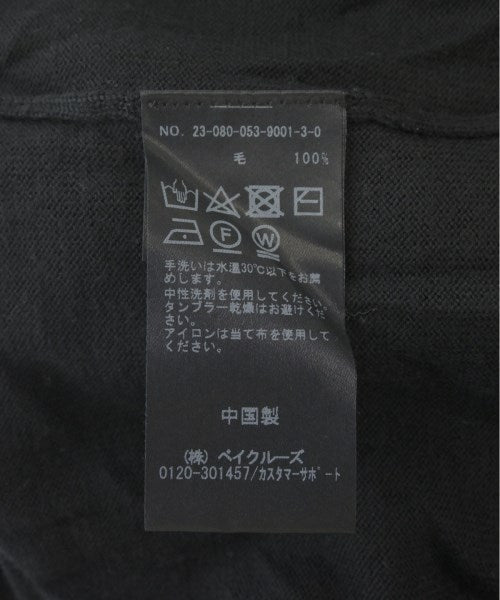 NO. 23-080-053-9001-3-0
毛 100%
F W
手洗いは水温30℃以下をお薦
めします。
中性洗剤を使用してください。
タンブラー乾燥はお避けくだ
さい。
アイロンは当て布を使用して
ください。
中国製
(株) ベイクルーズ
0120-301457/カスタマーサポート